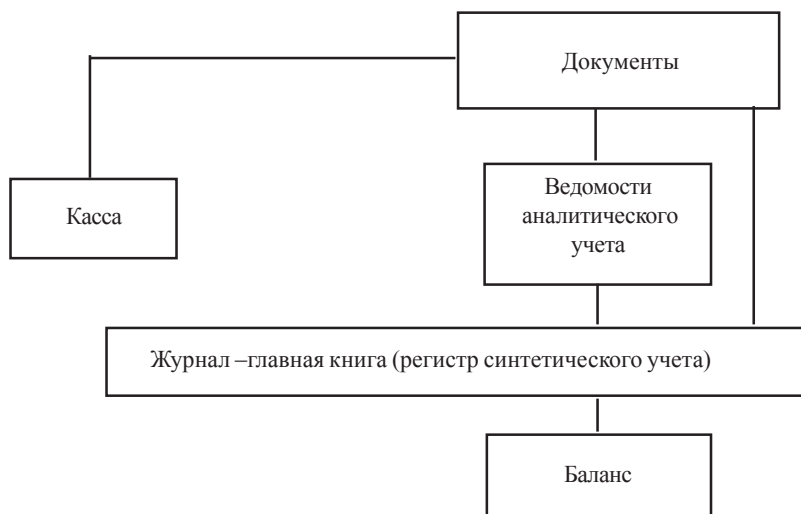 Документы
Касса
Ведомости
аналитического
учета
Журнал –главная книга (регистр синтетического учета)
Баланс